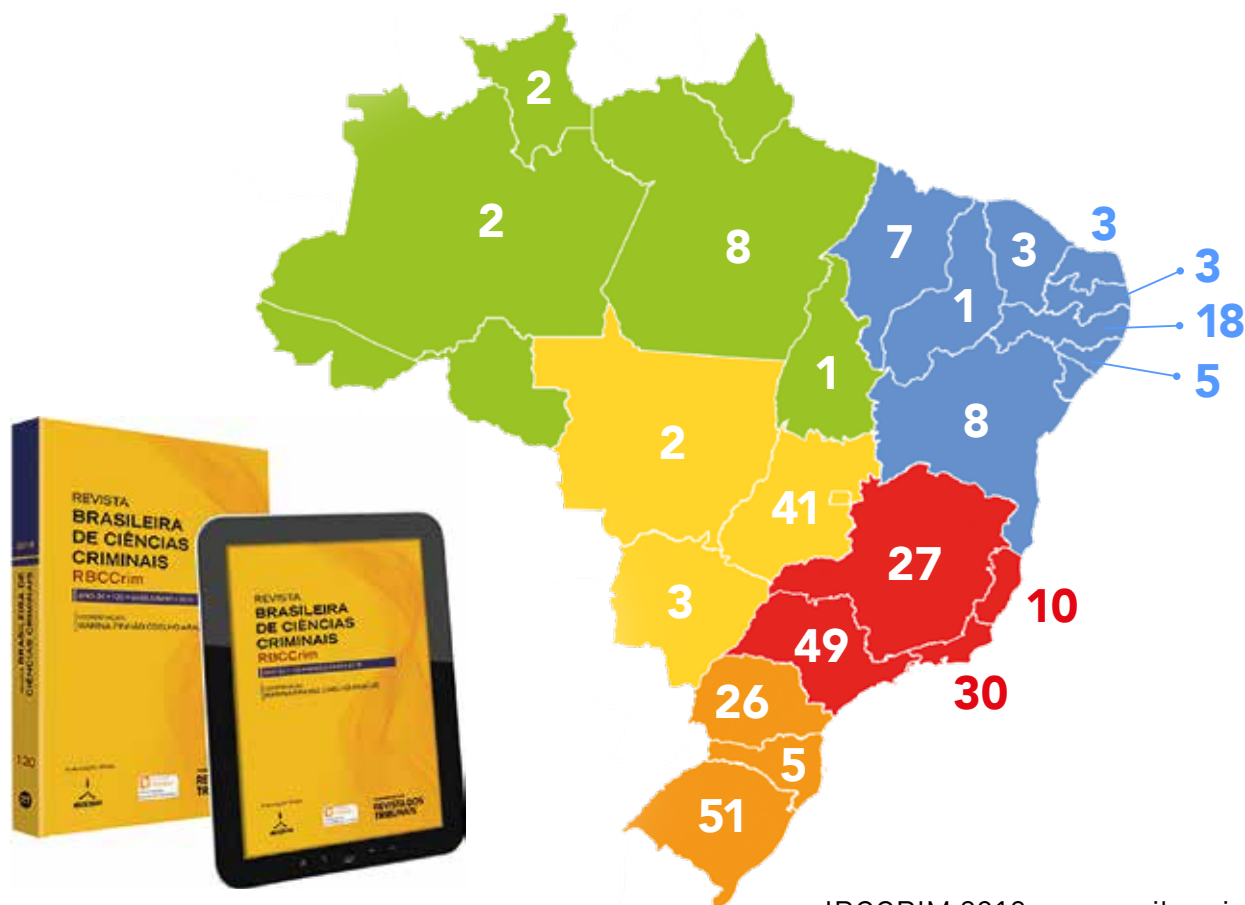 2
2
8
7
3
3
3
1
18
1
5
8
2
41
27
3
10
49
30
26
5
51
REVISTA
BRASILEIRA
DE CIÊNCIAS
CRIMINAIS
RBCCrim
120
REVISTA
BRASILEIRA
DE CIÊNCIAS
CRIMINAIS
RBCCrim
REVISTA DOS
TRIBUNAIS